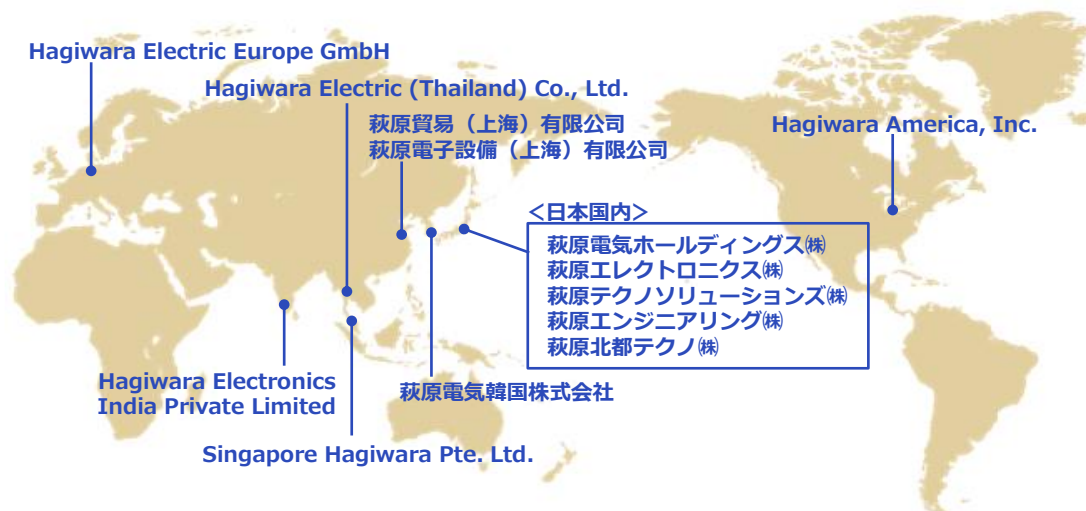 Hagiwara Electric Europe GmbH
Hagiwara Electric (Thailand) Co., Ltd.
萩原貿易（上海）有限公司
萩原電子設備（上海）有限公司
Hagiwara America, Inc.
＜日本国内＞
萩原電気ホールディングス㈱
萩原エレクトロニクス㈱
萩原テクノソリューションズ㈱
萩原エンジニアリング㈱
萩原北都テクノ㈱
Hagiwara Electronics
India Private Limited
萩原電気韓国株式会社
Singapore Hagiwara Pte. Ltd.